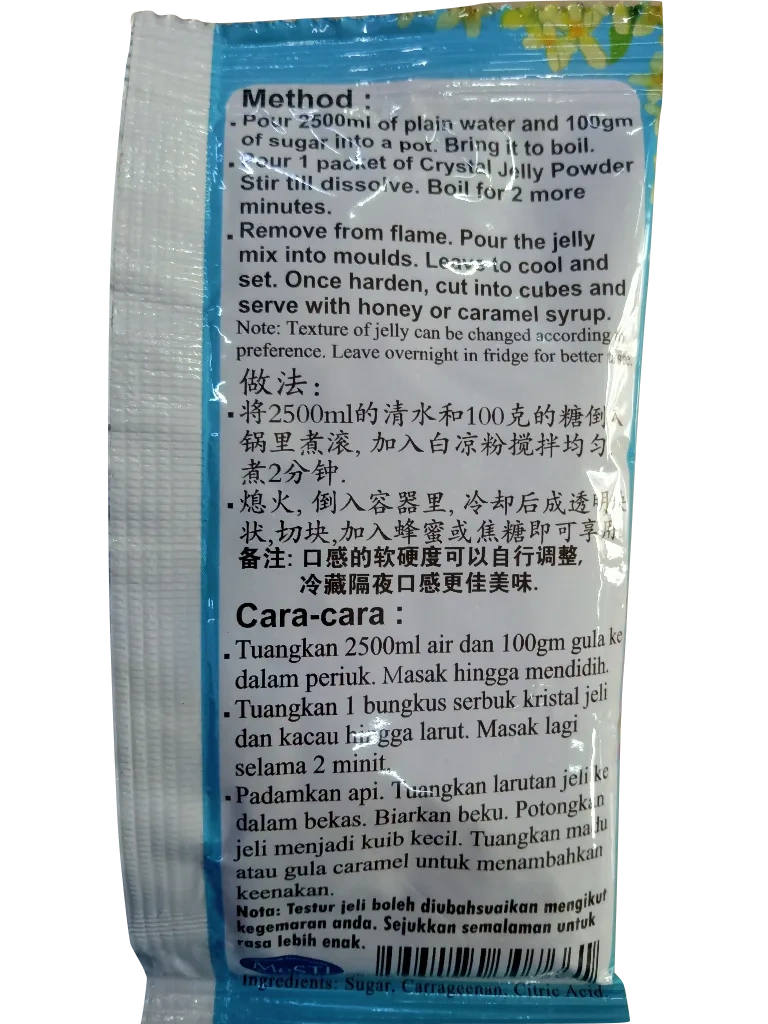 Method :
. Pour 2500ml of plain water and 100gm
of sugar into a pot. Bring it to boil.
. Pour 1 packet of Crystal Jelly Powder
Stir till dissolve. Boil for 2 more
minutes.
. Remove from flame. Pour the jelly
mix into moulds. Leave to cool and
set. Once harden, cut into cubes and
serve with honey or caramel syrup.
Note: Texture of jelly can be changed according
preference. Leave overnight in fridge for better
做法:
. 将2500ml的清水和100克的糖倒入
锅里煮滚, 加入白凉粉搅拌均匀
煮2分钟.
. 熄火, 倒入容器里, 冷却后成透明
状,切块,加入蜂蜜或焦糖即可享用
备注: 口感的软硬度可以自行调整,
冷藏隔夜口感更佳美味.
Cara-cara :
. Tuangkan 2500ml air dan 100gm gula ke
dalam periuk. Masak hingga mendidih.
. Tuangkan 1 bungkus serbuk kristal jeli
dan kacau hingga larut. Masak lagi
selama 2 minit.
. Padamkan api. Tuangkan larutan jeli ke
dalam bekas. Biarkan beku. Potongkan
jeli menjadi kuib kecil. Tuangkan madu
atau gula caramel untuk menambahkan
keenakan.
Nota: Testur jeli boleh diubahsuaikan mengikut
kegemaran anda. Sejukkan semalaman untuk
rasa lebih enak.
MeSTI
Ingredients: Sugar, Carrageenan, Citric Acid.